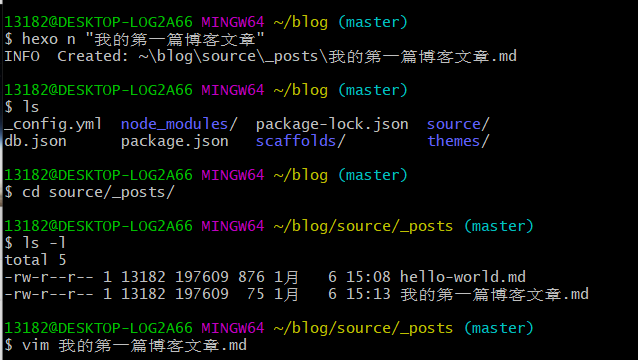 13182@DESKTOP-LOG2A66 MINGW64 ~/blog (master)
$ hexo n "我的第一篇博客文章"
INFO  Created: ~\blog\source\_posts\我的第一篇博客文章.md
13182@DESKTOP-LOG2A66 MINGW64 ~/blog (master)
$ ls
_config.yml  node_modules/  package-lock.json  source/
db.json      package.json   scaffolds/         themes/
13182@DESKTOP-LOG2A66 MINGW64 ~/blog (master)
$ cd source/_posts/
13182@DESKTOP-LOG2A66 MINGW64 ~/blog/source/_posts (master)
$ ls -l
total 5
-rw-r--r-- 1 13182 197609 876 1月   6 15:08 hello-world.md
-rw-r--r-- 1 13182 197609  75 1月   6 15:13 我的第一篇博客文章.md
13182@DESKTOP-LOG2A66 MINGW64 ~/blog/source/_posts (master)
$ vim 我的第一篇博客文章.md